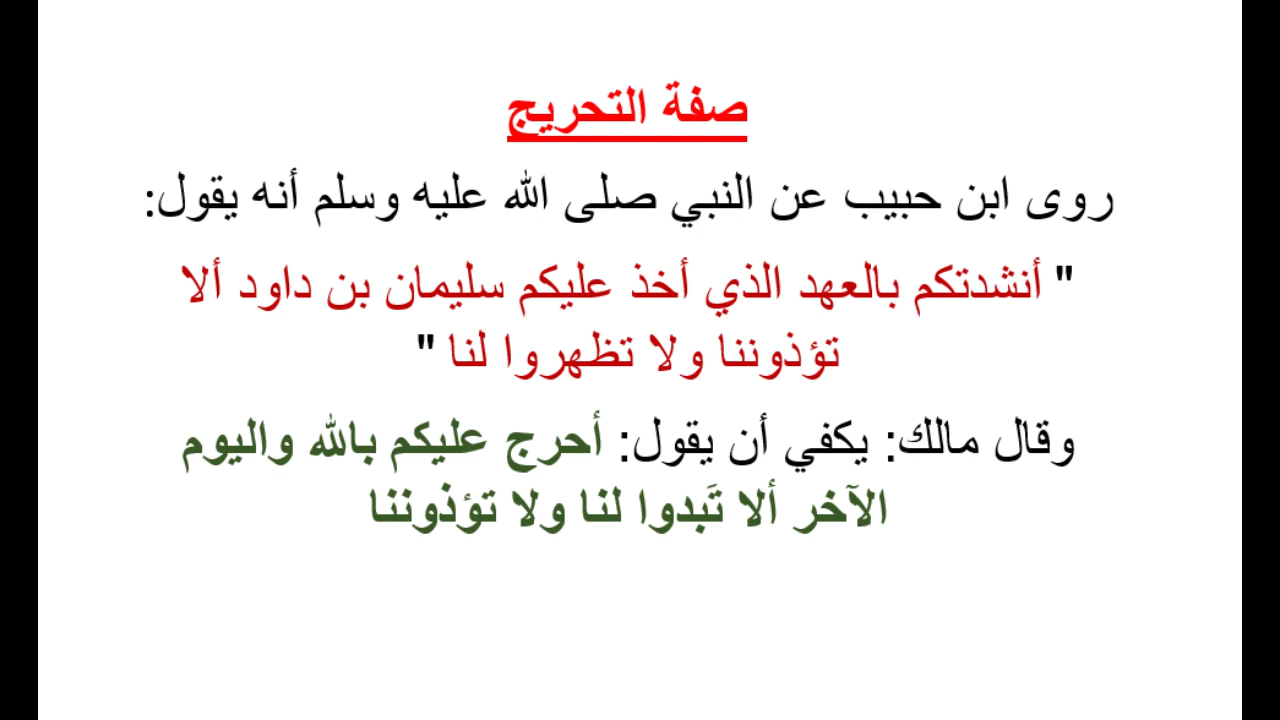 صفة التحريج
روى ابن حبيب عن النبي صلى الله عليه وسلم أنه يقول:
" أنشدتكم بالعهد الذي أخذ عليكم سليمان بن داود ألا
تؤذوننا ولا تظهروا لنا "
وقال مالك: يكفي أن يقول: أحرج عليكم بالله واليوم
الآخر ألا تَبدوا لنا ولا تؤذوننا